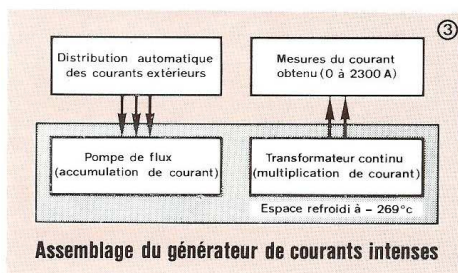 ③
Distribution automatique
des courants extérieurs
Mesures du courant
obtenu (0 à 2300 A)
Pompe de flux
(accumulation de courant)
Transformateur continu
(multiplication de courant)
Espace refroidi à – 269°c
Assemblage du générateur de courants intenses